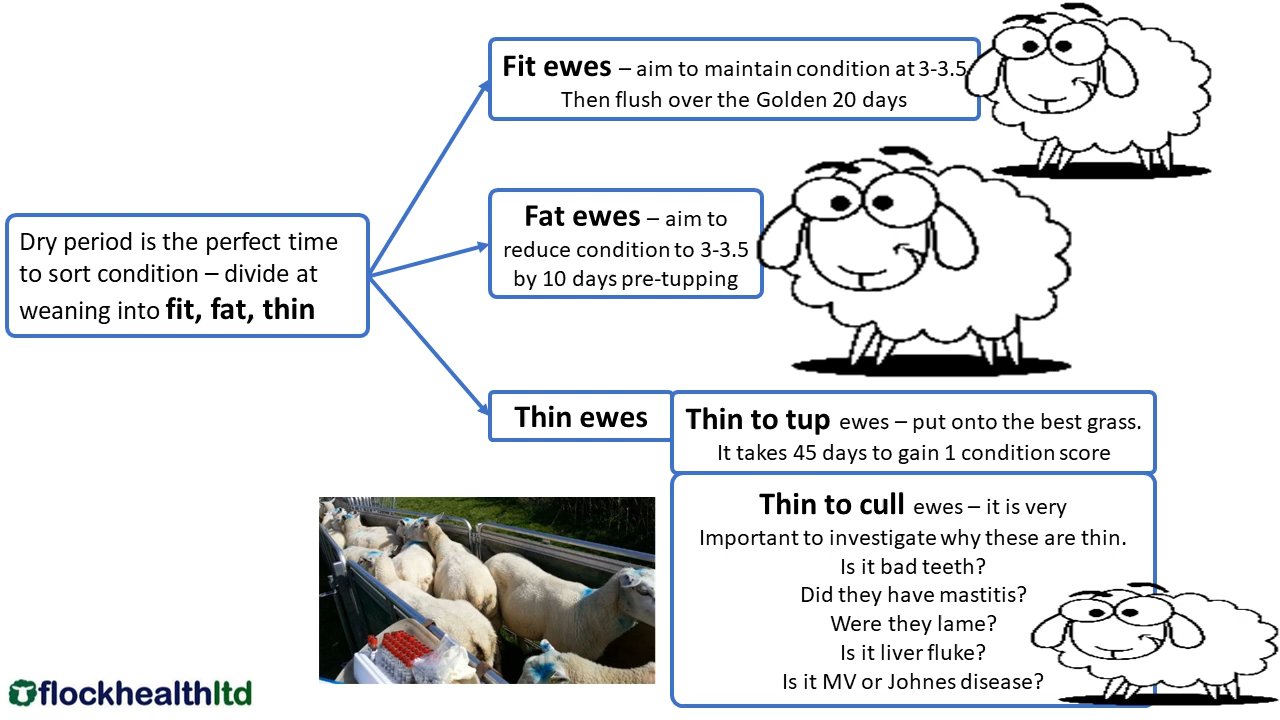 Dry period is the perfect time
to sort condition – divide at
weaning into fit, fat, thin
Fit ewes – aim to maintain condition at 3-3.5
Then flush over the Golden 20 days
Fat ewes – aim to
reduce condition to 3-3.5
by 10 days pre-tupping
Thin ewes
Thin to tup ewes – put onto the best grass.
It takes 45 days to gain 1 condition score
Thin to cull ewes – it is very
Important to investigate why these are thin.
Is it bad teeth?
Did they have mastitis?
Were they lame?
Is it liver fluke?
Is it MV or Johnes disease?
flockhealthltd